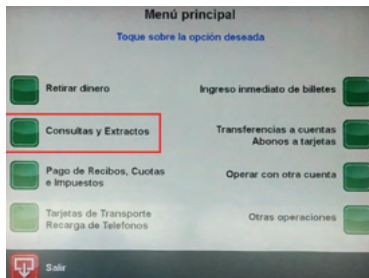 Menú principal
Toque sobre la opción deseada
Retirar dinero
Ingreso inmediato de billetes
Consultas y Extractos
Transferencias a cuentas
Abonos a tarjetas
Pago de Recibos, Cuotas
e Impuestos
Operar con otra cuenta
Tarjetas de Transporte
Recarga de Telefonos
Otras operaciones
Salir